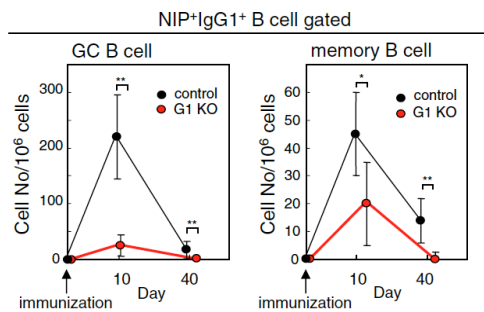 NIP⁺IgG1⁺ B cell gated
GC B cell
Cell No/10⁶ cells
300
200
100
0
**
control
G1 KO
**
10
40
Day
immunization
memory B cell
Cell No/10⁶ cells
60
50
40
30
20
10
0
*
control
G1 KO
**
10
40
Day
immunization